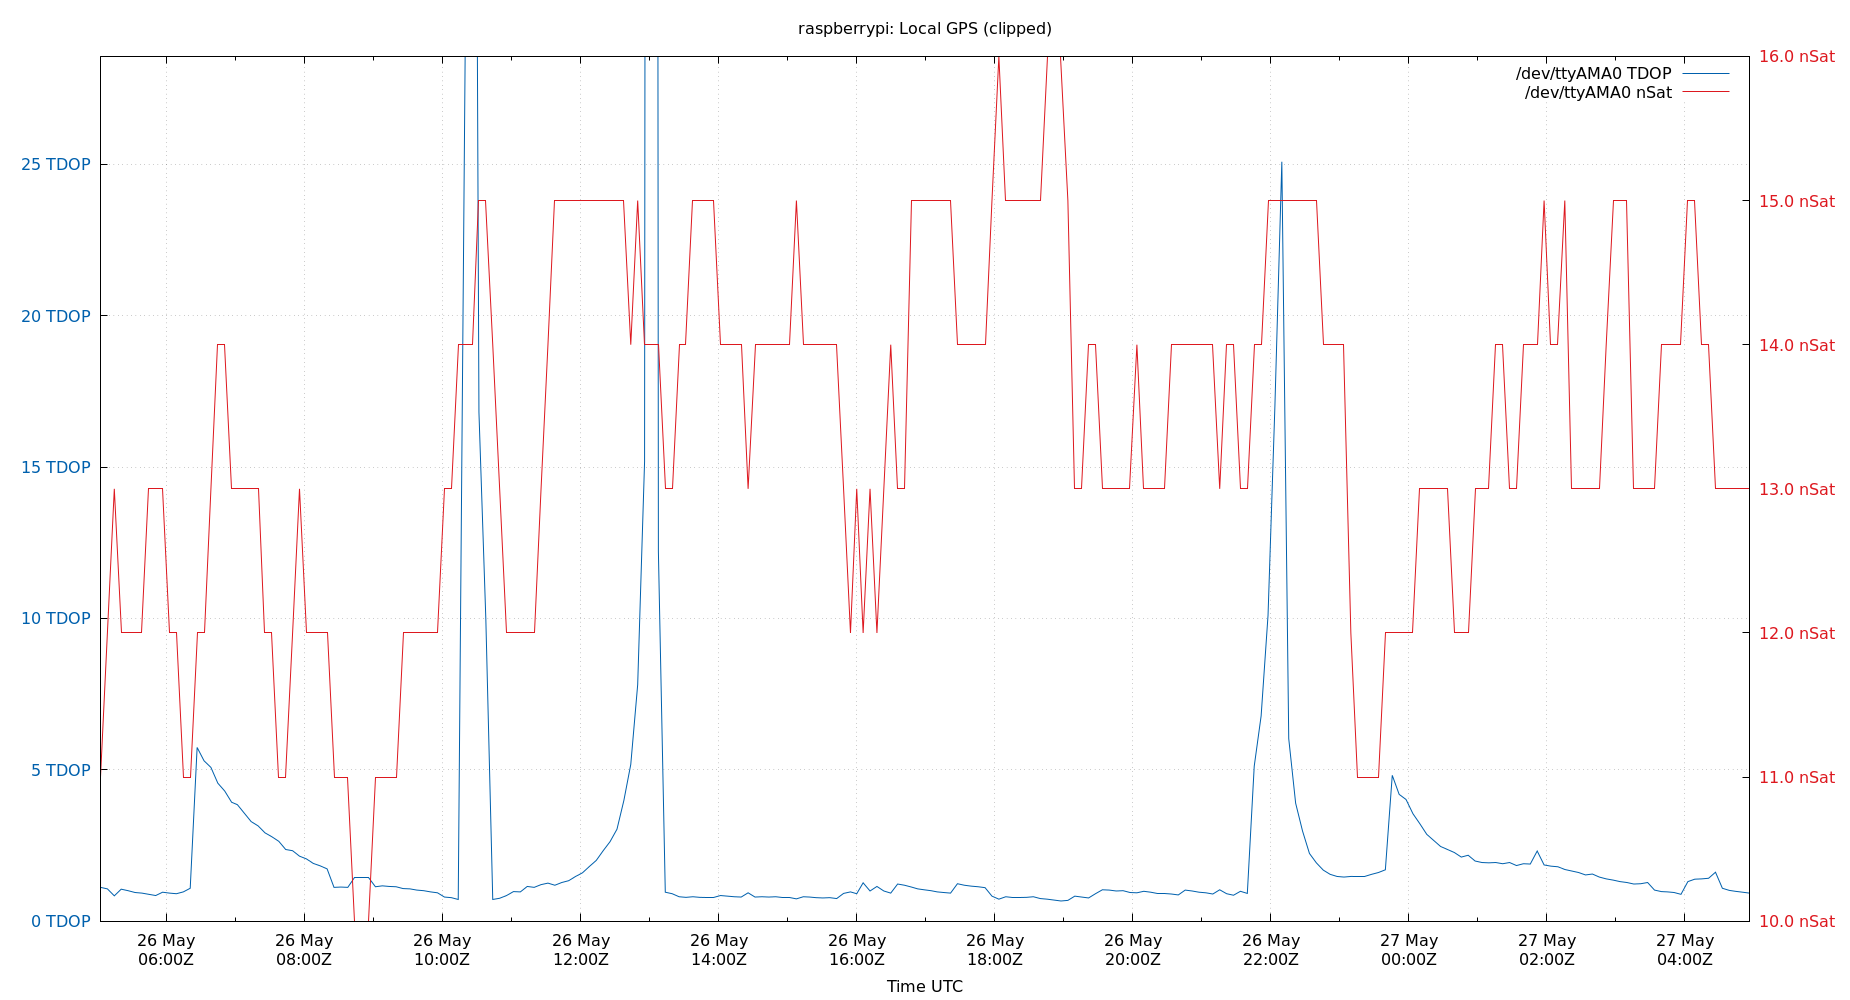 raspberrypi: Local GPS (clipped)
/dev/ttyAMA0 TDOP
/dev/ttyAMA0 nSat
25 TDOP
20 TDOP
15 TDOP
10 TDOP
5 TDOP
0 TDOP
16.0 nSat
15.0 nSat
14.0 nSat
13.0 nSat
12.0 nSat
11.0 nSat
10.0 nSat
26 May
06:00Z
26 May
08:00Z
26 May
10:00Z
26 May
12:00Z
26 May
14:00Z
26 May
16:00Z
26 May
18:00Z
26 May
20:00Z
26 May
22:00Z
27 May
00:00Z
27 May
02:00Z
27 May
04:00Z
Time UTC